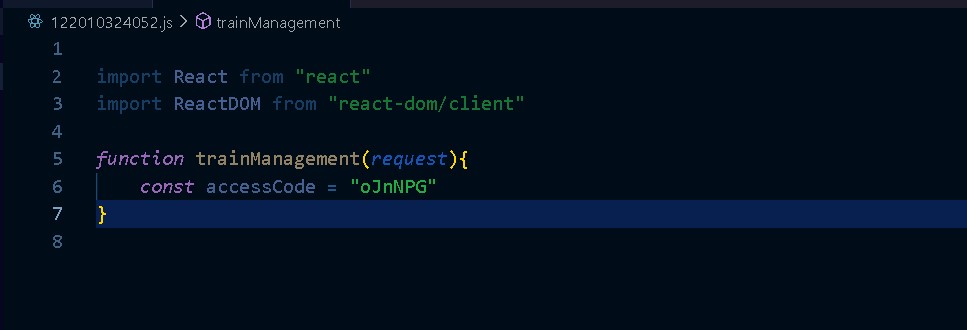 122010324052.js > trainManagement
1
2 import React from "react"
3 import ReactDOM from "react-dom/client"
4
5 function trainManagement(request){
6 const accessCode = "oJnNPG"
7 }
8